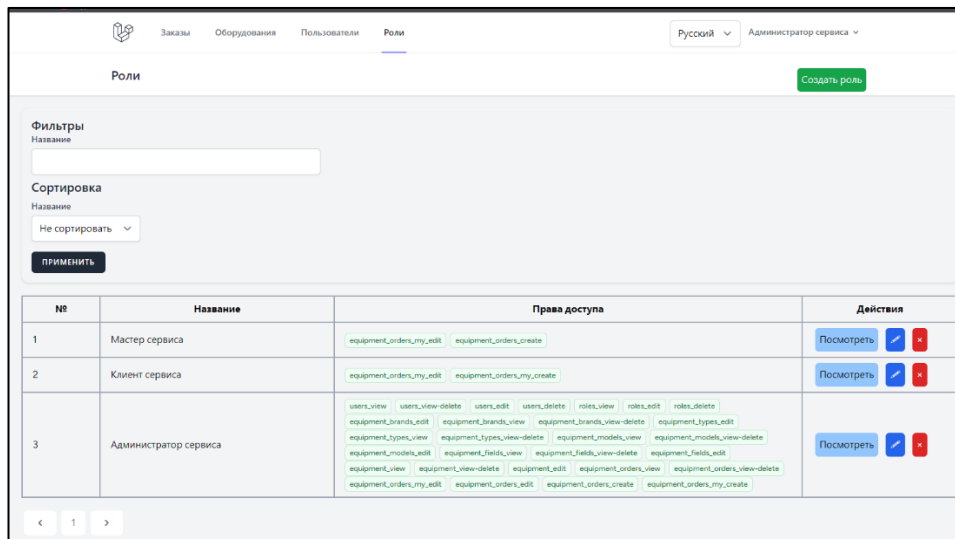 Заказы Оборудования Пользователи Роли Русский Администратор сервиса
Роли Создать роль
Фильтры
Название
Сортировка
Название
Не сортировать
ПРИМЕНИТЬ
№ Название Права доступа Действия
1 Мастер сервиса equipment_orders_my_edit equipment_orders_create Посмотреть ×
2 Клиент сервиса equipment_orders_my_edit equipment_orders_my_create Посмотреть ×
users_view users_view-delete users_edit users_delete roles_view roles_edit roles_delete
equipment_brands_edit equipment_brands_view equipment_brands_view-delete equipment_types_edit
equipment_types_view equipment_types_view-delete equipment_models_view equipment_models_view-delete
3 Администратор сервиса equipment_models_edit equipment_fields_view equipment_fields_view-delete equipment_fields_edit Посмотреть ×
equipment_view equipment_view-delete equipment_edit equipment_orders_view equipment_orders_view-delete
equipment_orders_my_edit equipment_orders_edit equipment_orders_create equipment_orders_my_create
‹ 1 ›